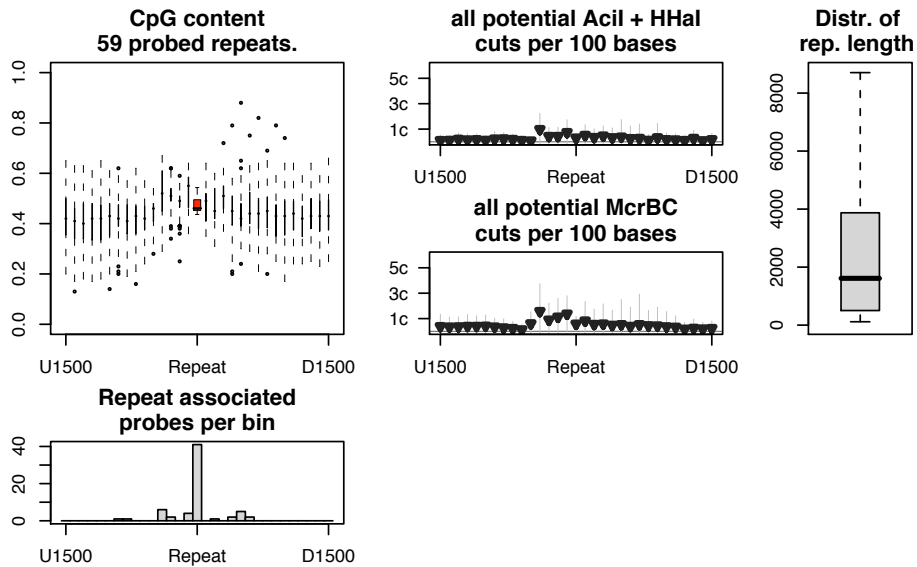 CpG content
59 probed repeats.
1.0
0.8
0.6
0.4
0.2
0.0
U1500
Repeat
D1500
all potential AciI + HHaI
cuts per 100 bases
5c
3c
1c
U1500
Repeat
D1500
all potential McrBC
cuts per 100 bases
5c
3c
1c
U1500
Repeat
D1500
Distr. of
rep. length
8000
6000
4000
2000
0
Repeat associated
probes per bin
40
20
0
U1500
Repeat
D1500